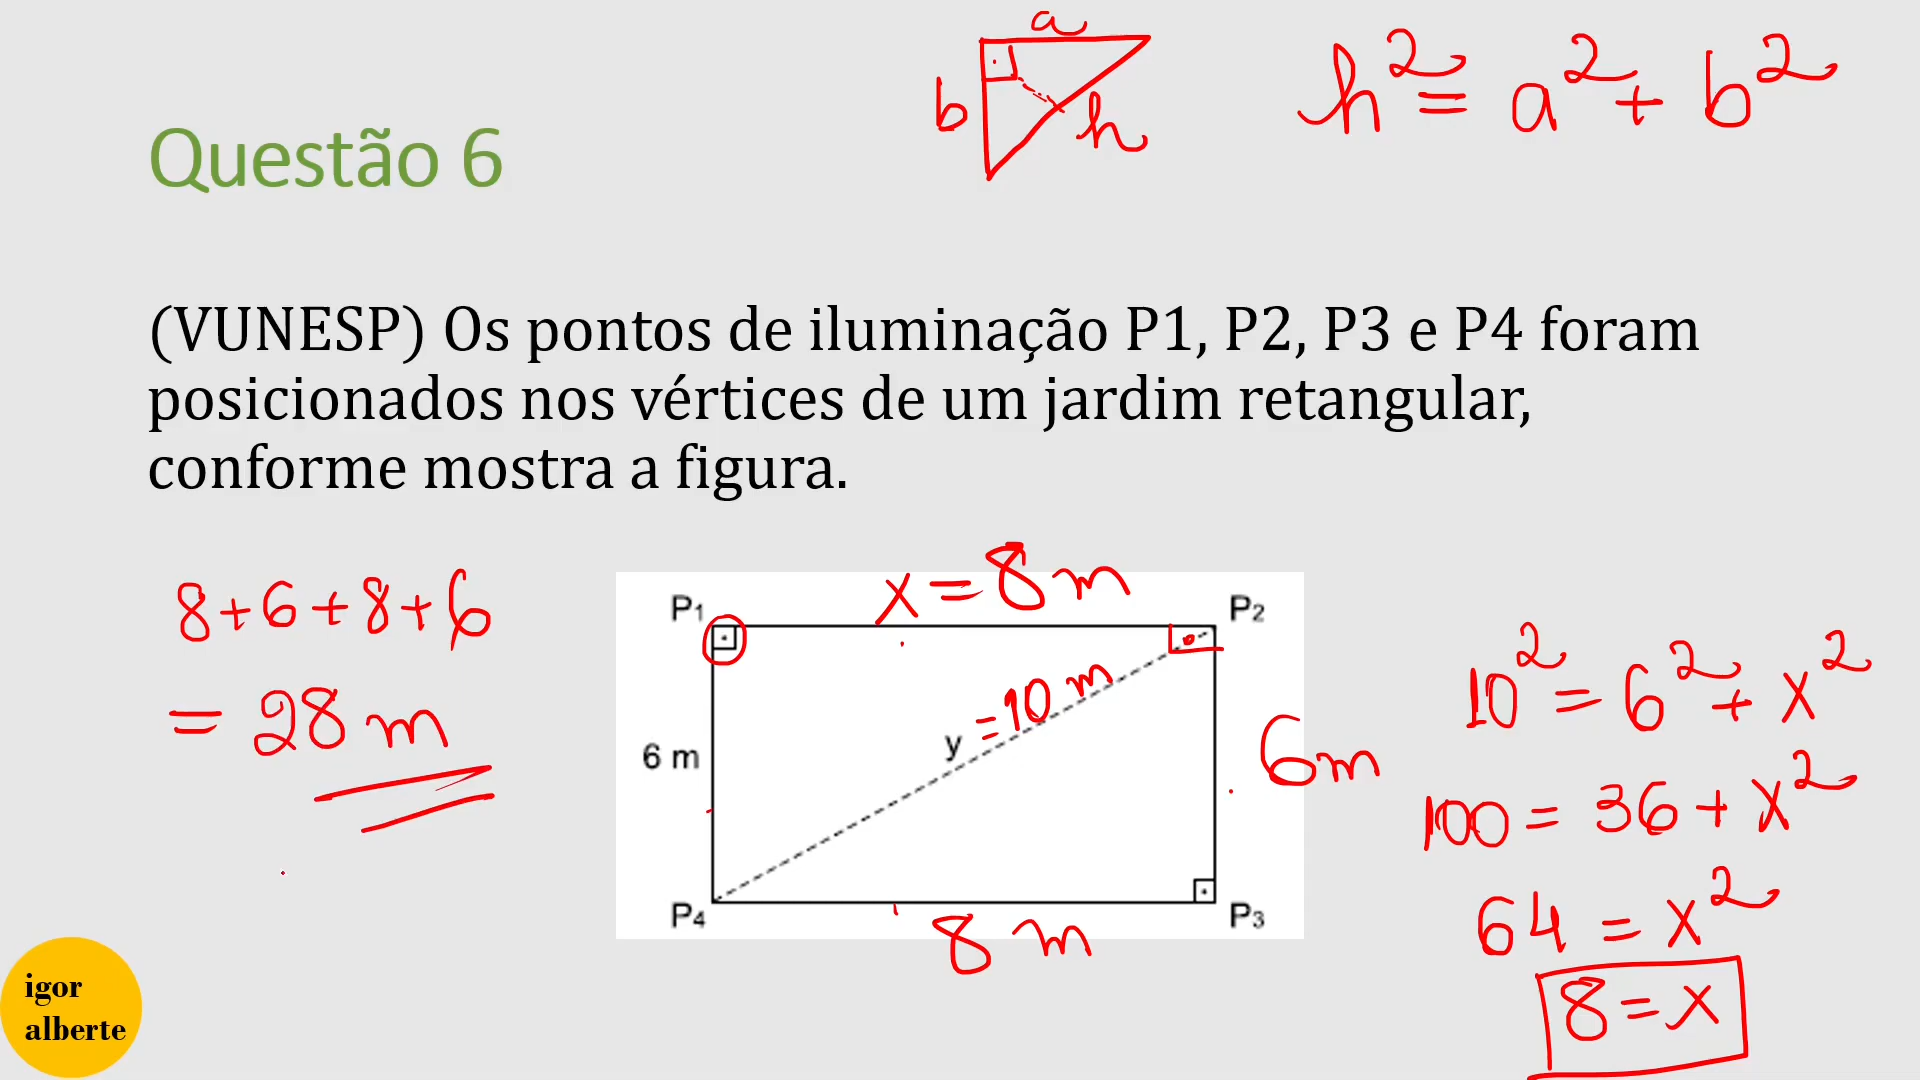 a
b
h
h² = a² + b²
Questão 6
(VUNESP) Os pontos de iluminação P1, P2, P3 e P4 foram
posicionados nos vértices de um jardim retangular,
conforme mostra a figura.
8+6+8+6
= 28 m
P1
x = 8 m
P2
6 m
y = 10 m
6 m
P4
8 m
P3
10² = 6² + x²
100 = 36 + x²
64 = x²
8 = x
igor
alberte